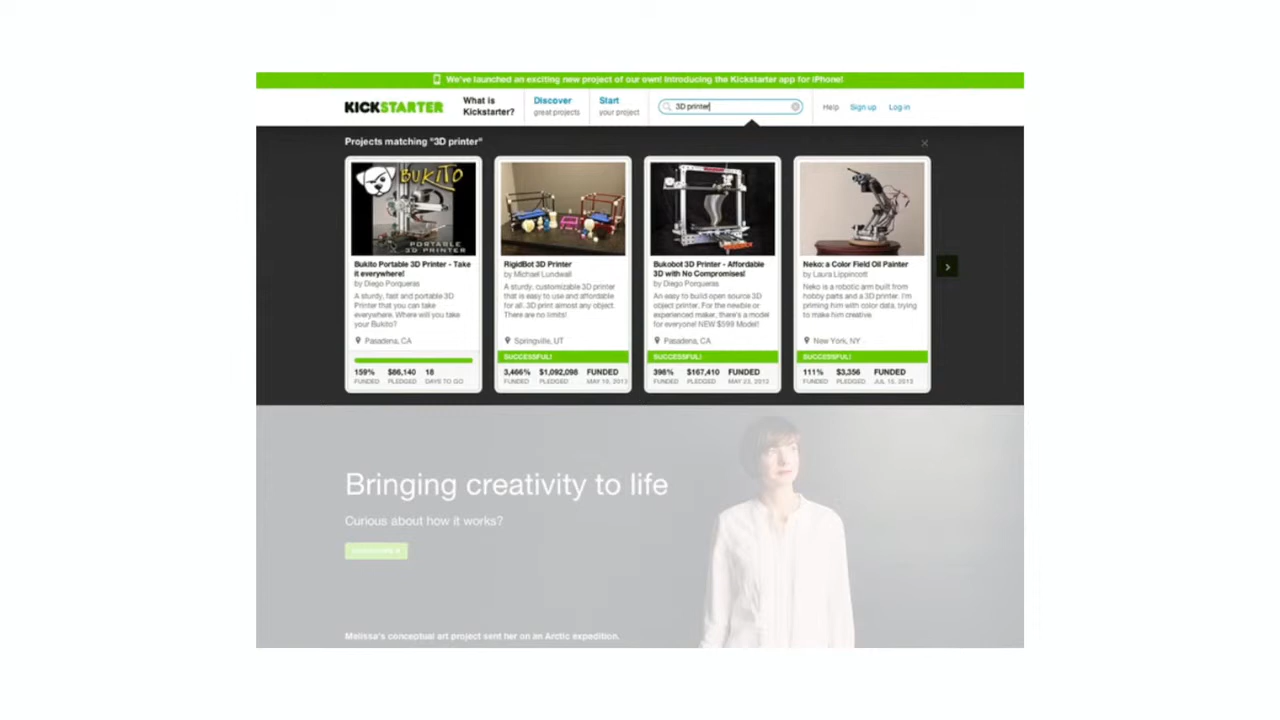 We've launched an exciting new project of our own! Introducing the Kickstarter app for iPhone!
KICKSTARTER
What is
Kickstarter?
Discover
great projects
Start
your project
3D printer
Help
Sign up
Log in
Projects matching "3D printer"
BUKITO
PORTABLE
3D PRINTER
Bukito Portable 3D Printer - Take
it everywhere!
by Diego Porqueras
A sturdy, fast and portable 3D
Printer that you can take
everywhere. Where will you take
your Bukito?
Pasadena, CA
159% $86,140 18
FUNDED PLEDGED DAYS TO GO
RigidBot 3D Printer
by Michael Lundwall
A sturdy, customizable 3D printer
that is easy to use and affordable
for all. 3D print almost any object.
There are no limits!
Springville, UT
SUCCESSFUL!
3,466% $1,092,098 FUNDED
FUNDED PLEDGED MAY
Bukobot 3D Printer - Affordable
3D with No Compromises!
by Diego Porqueras
An easy to build open source 3D
object printer. For the newbie or
experienced maker, there's a model
for everyone! NEW $599 Model!
Pasadena, CA
SUCCESSFUL!
398% $167,410 FUNDED
FUNDED PLEDGED MAY
Neko: a Color Field Oil Painter
by Laura Lippincott
Neko is a robotic arm built from
hobby parts and a 3D printer. I'm
priming him with color data, trying
to make him creative.
New York, NY
SUCCESSFUL!
111% $3,356 FUNDED
FUNDED PLEDGED JUL 15, 2013
Bringing creativity to life
Curious about how it works?
Melissa's conceptual art project sent her on an Arctic expedition.